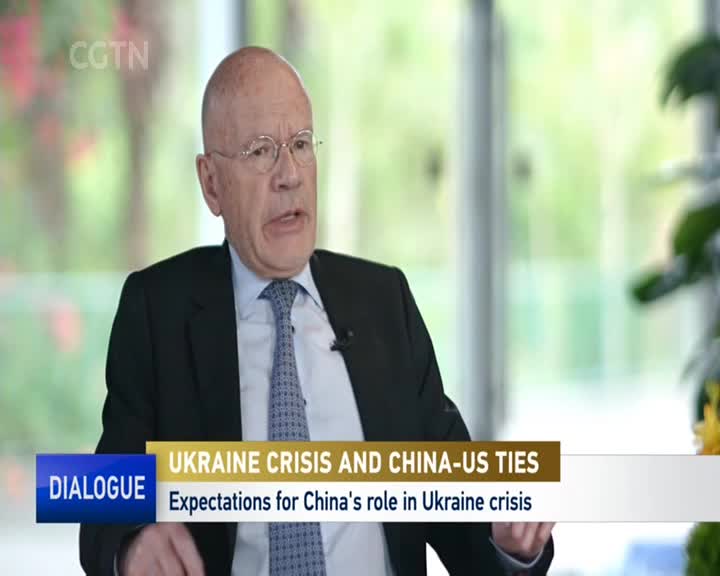 CGTN
UKRAINE CRISIS AND CHINA-US TIES
DIALOGUE
Expectations for China's role in Ukraine crisis